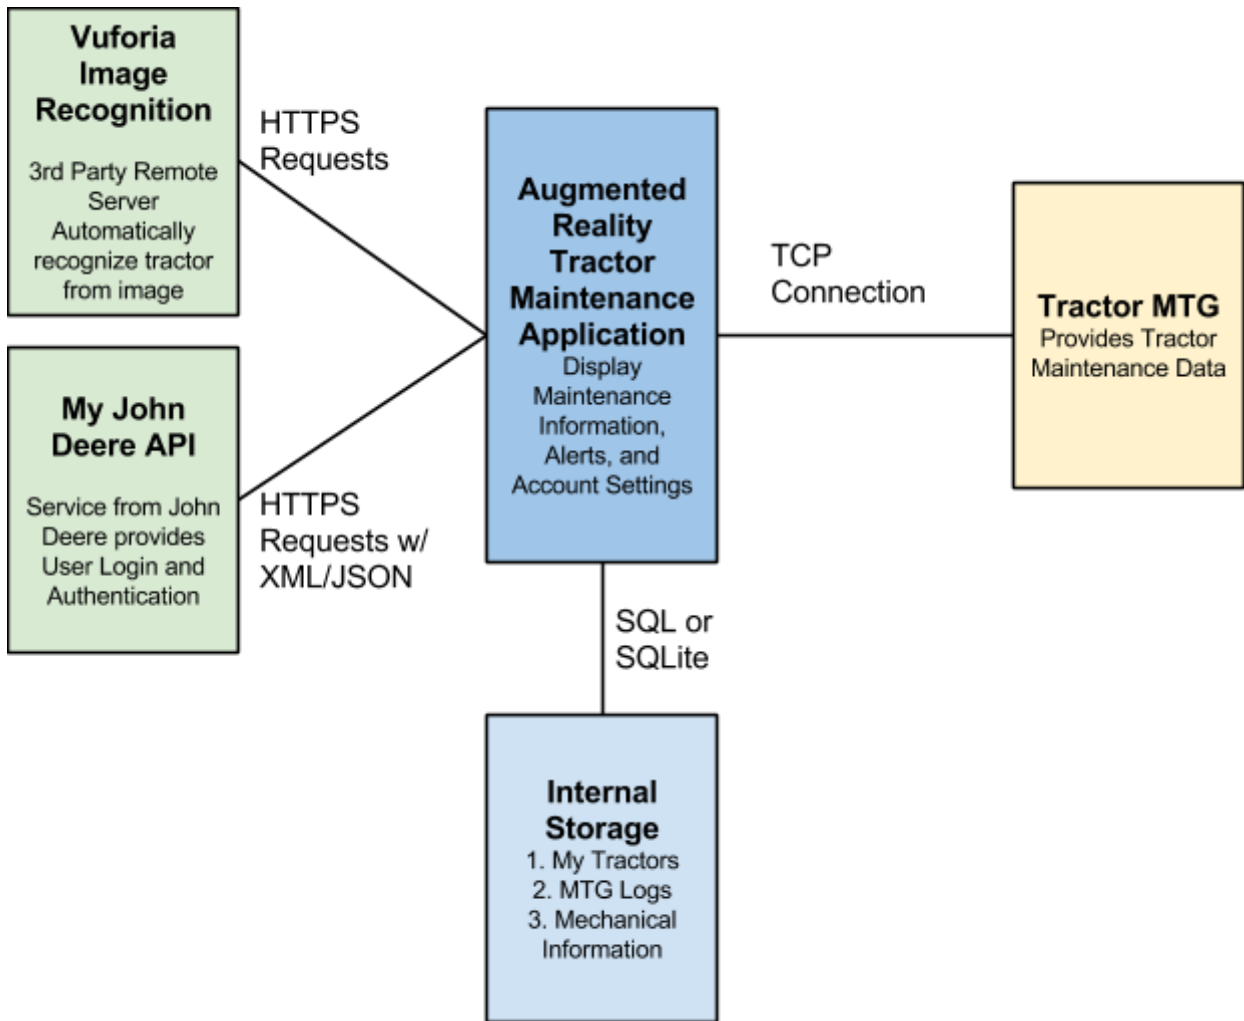 Vuforia
Image
Recognition
3rd Party Remote
Server
Automatically
recognize tractor
from image
HTTPS
Requests
My John
Deere API
Service from John
Deere provides
User Login and
Authentication
HTTPS
Requests w/
XML/JSON
Augmented
Reality
Tractor
Maintenance
Application
Display
Maintenance
Information,
Alerts, and
Account Settings
TCP
Connection
Tractor MTG
Provides Tractor
Maintenance Data
SQL or
SQLite
Internal
Storage
1. My Tractors
2. MTG Logs
3. Mechanical
Information